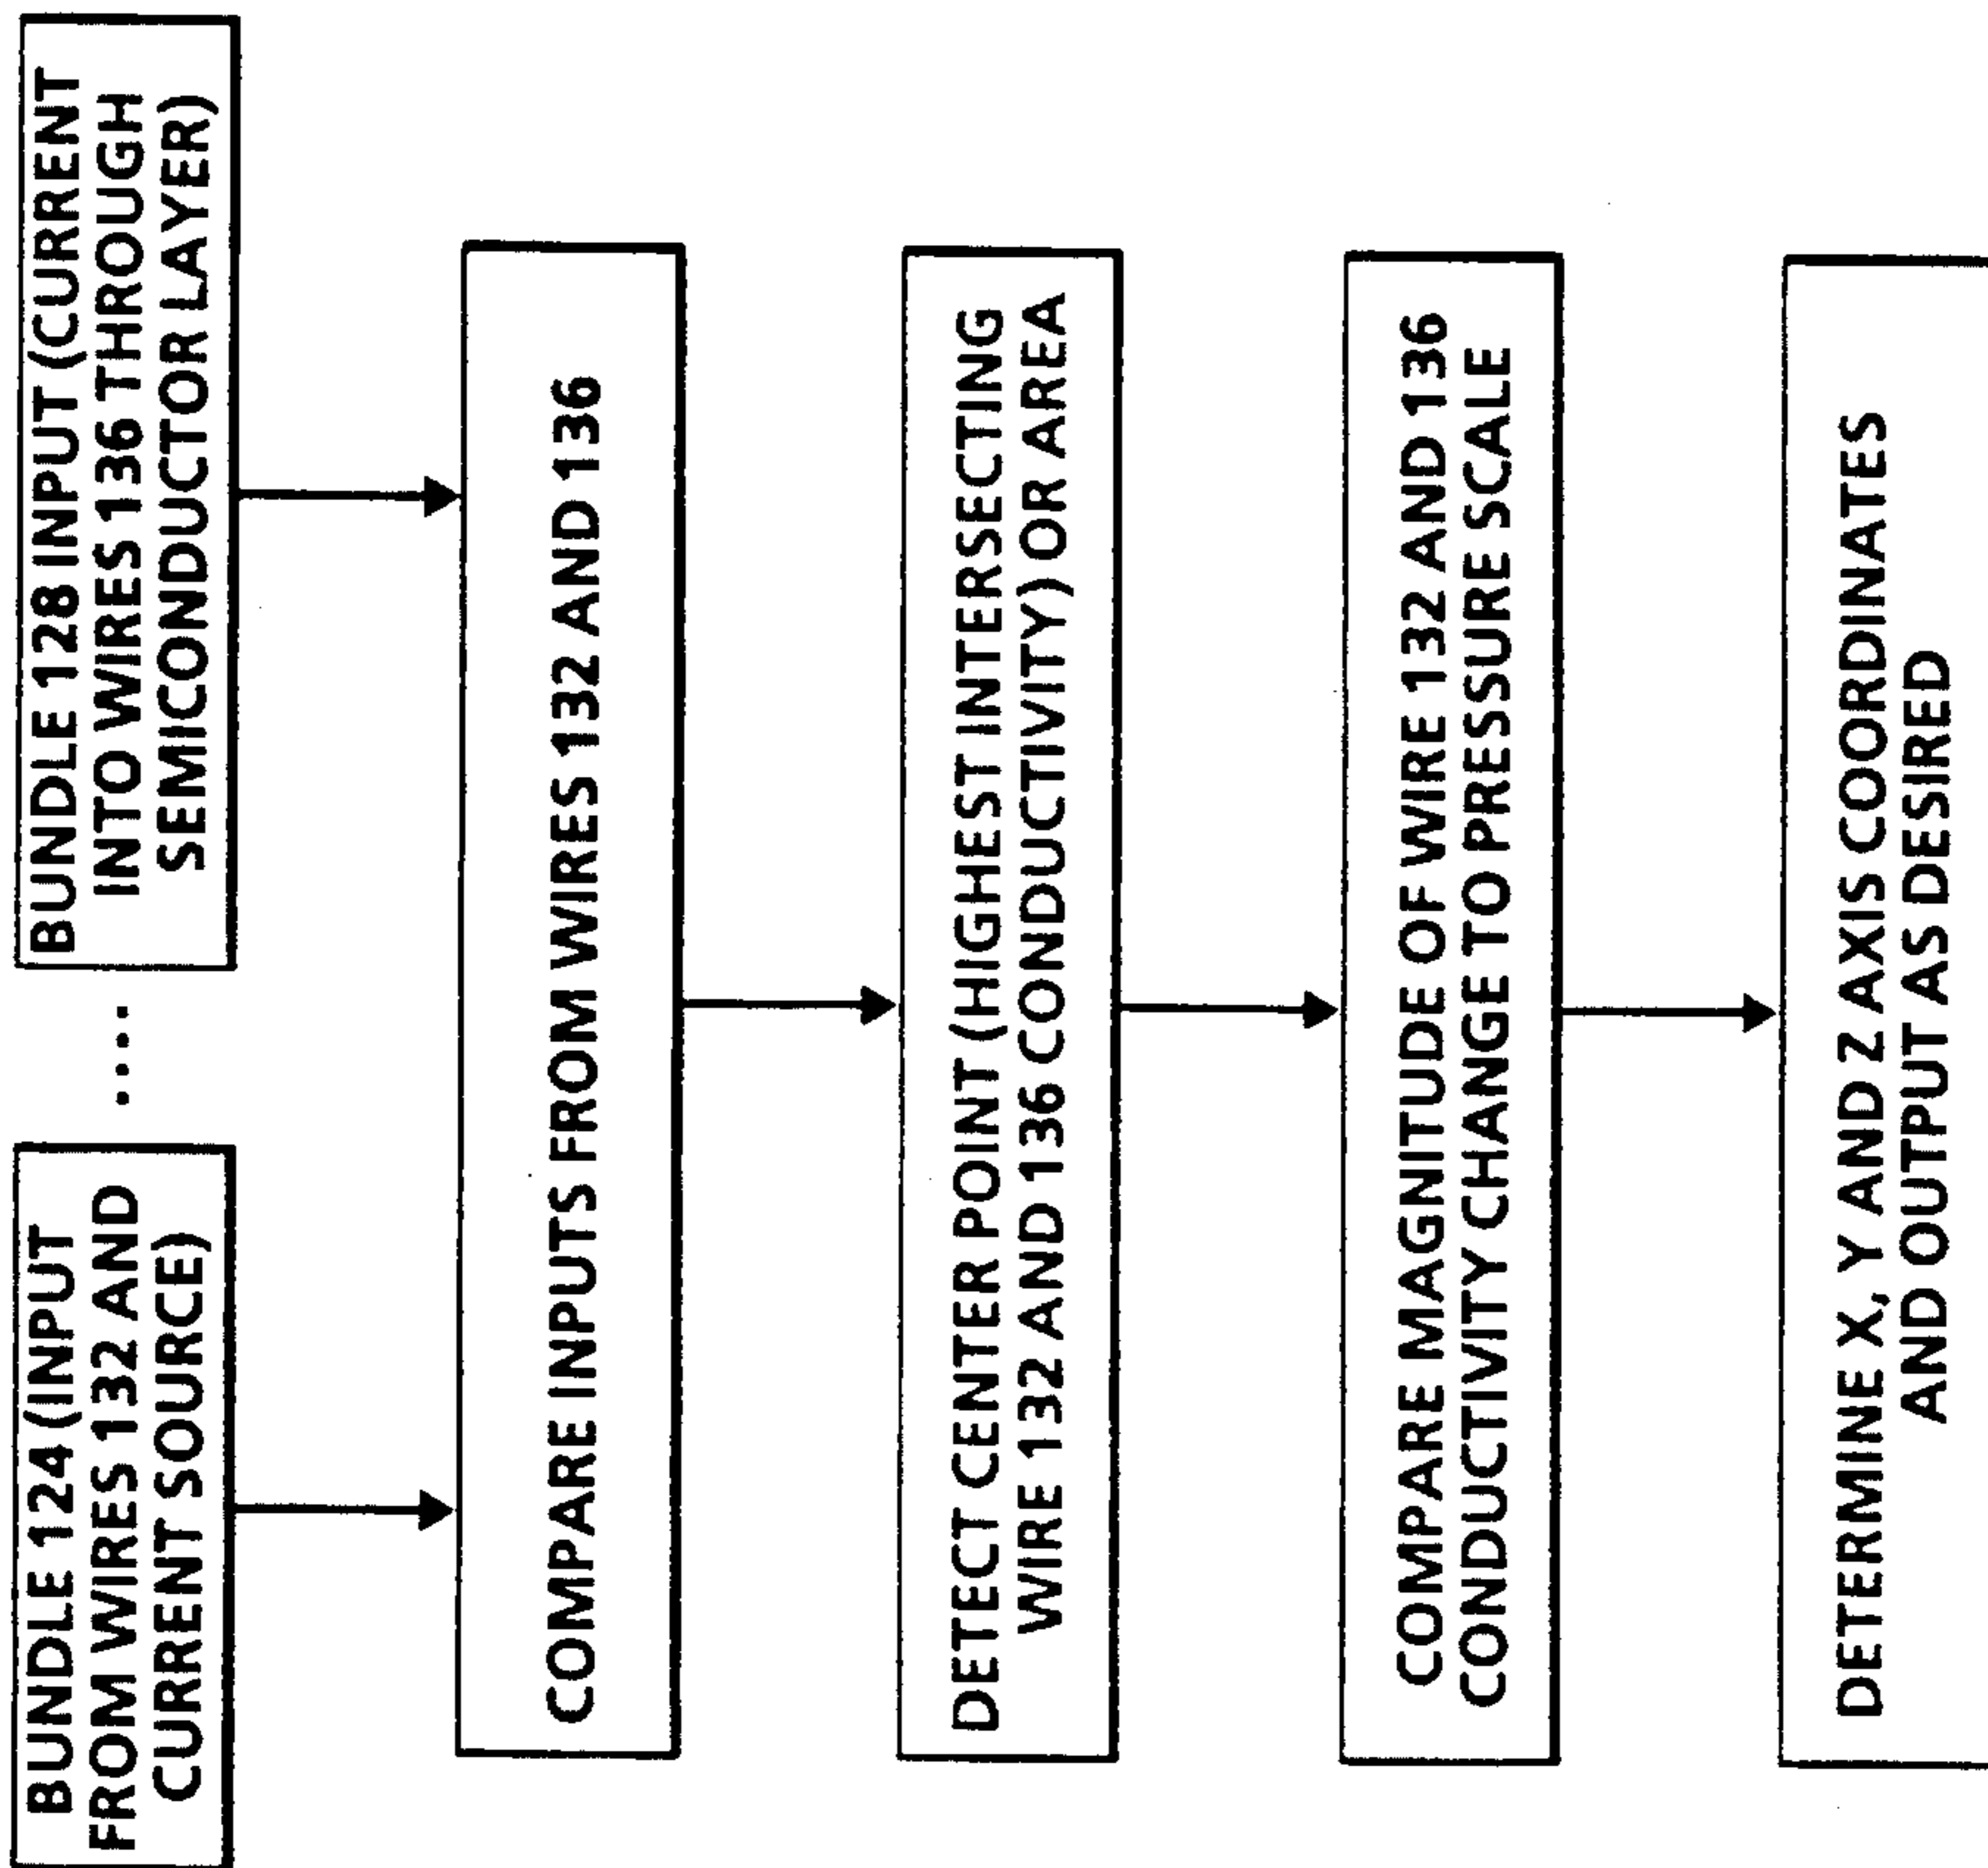 BUNDLE 124 (INPUT
FROM WIRES 132 AND
CURRENT SOURCE)
....
BUNDLE 128 INPUT (CURRENT
INTO WIRES 136 THROUGH
SEMICONDUCTOR LAYER)
COMPARE INPUTS FROM WIRES 132 AND 136
DETECT CENTER POINT (HIGHEST INTERSECTING
WIRE 132 AND 136 CONDUCTIVITY) OR AREA
COMPARE MAGNITUDE OF WIRE 132 AND 136
CONDUCTIVITY CHANGE TO PRESSURE SCALE
DETERMINE X, Y AND Z AXIS COORDINATES
AND OUTPUT AS DESIRED